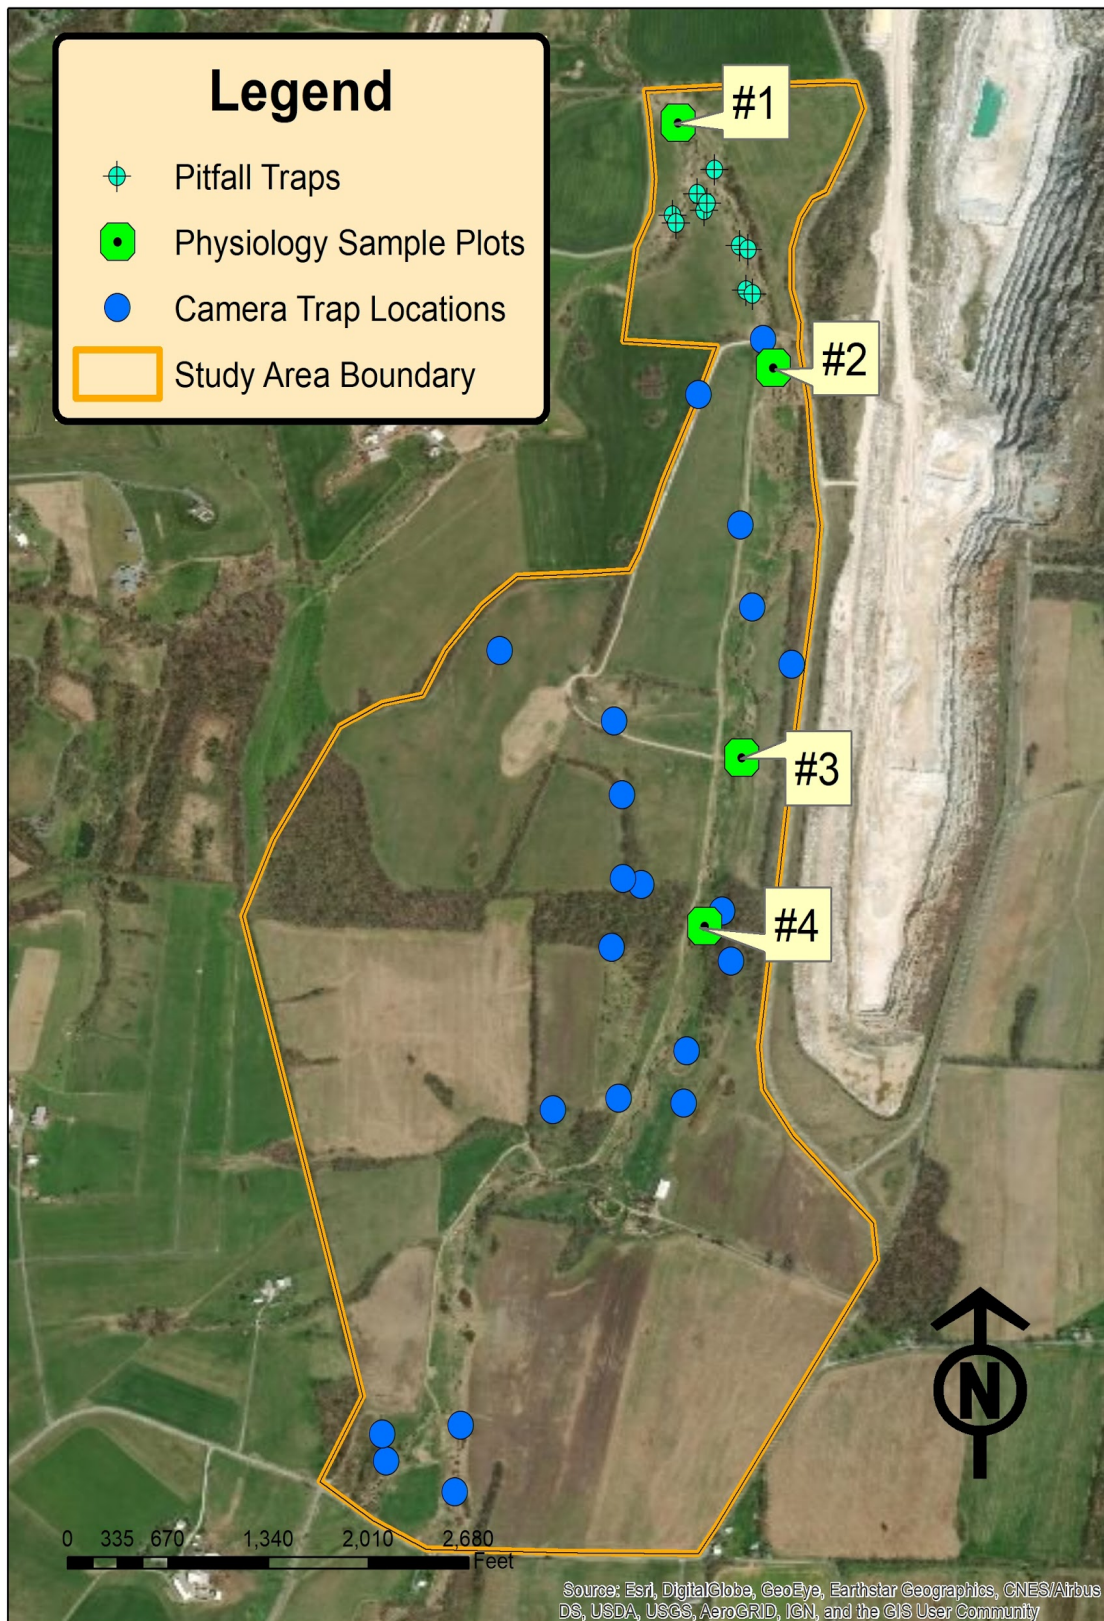 Legend
Pitfall Traps
Physiology Sample Plots
Camera Trap Locations
Study Area Boundary
#1
#2
#3
#4
N
0 335 670 1,340 2,010 2,680
Feet
Source: Esri, DigitalGlobe, GeoEye, Earthstar Geographics, CNES/Airbus
DS, USDA, USGS, AeroGRID, IGN, and the GIS User Community